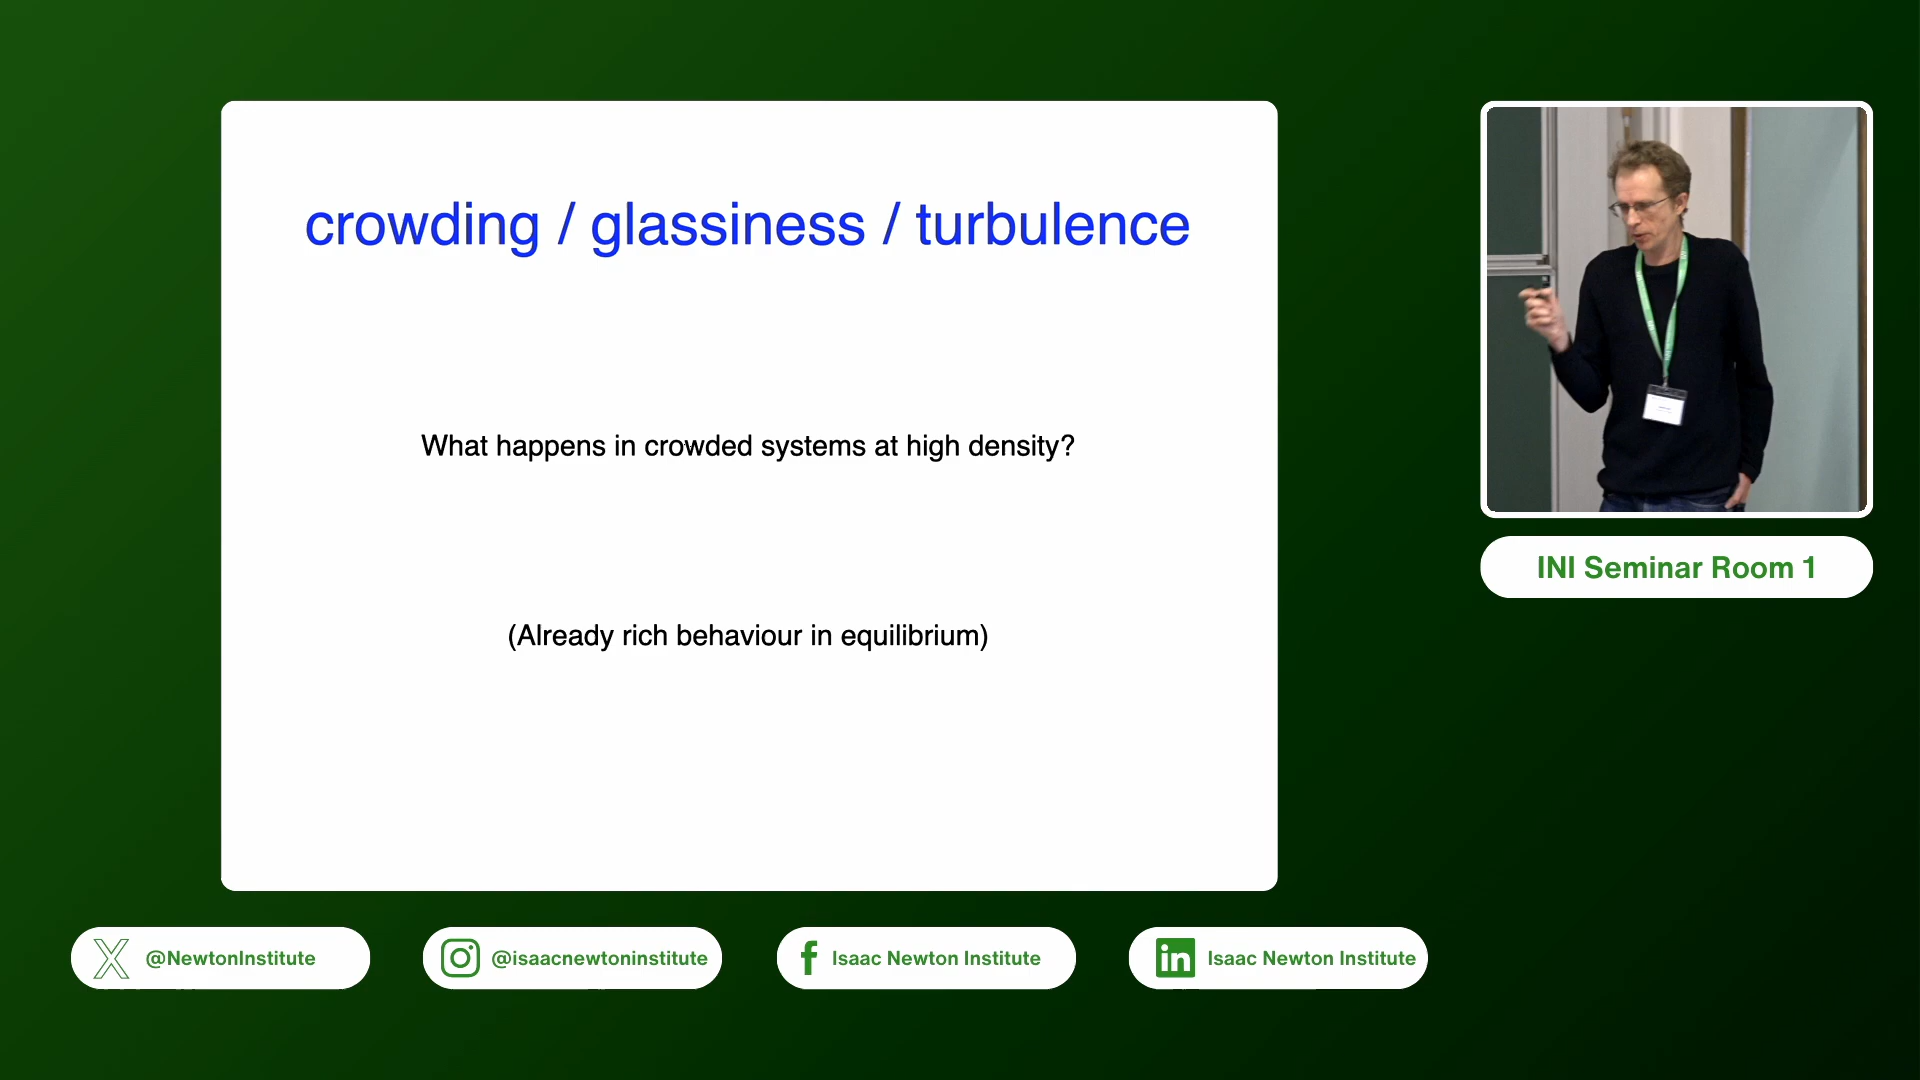 crowding / glassiness / turbulence
What happens in crowded systems at high density?
(Already rich behaviour in equilibrium)
INI Seminar Room 1
@NewtonInstitute
@isaacnewtoninstitute
Isaac Newton Institute
Isaac Newton Institute